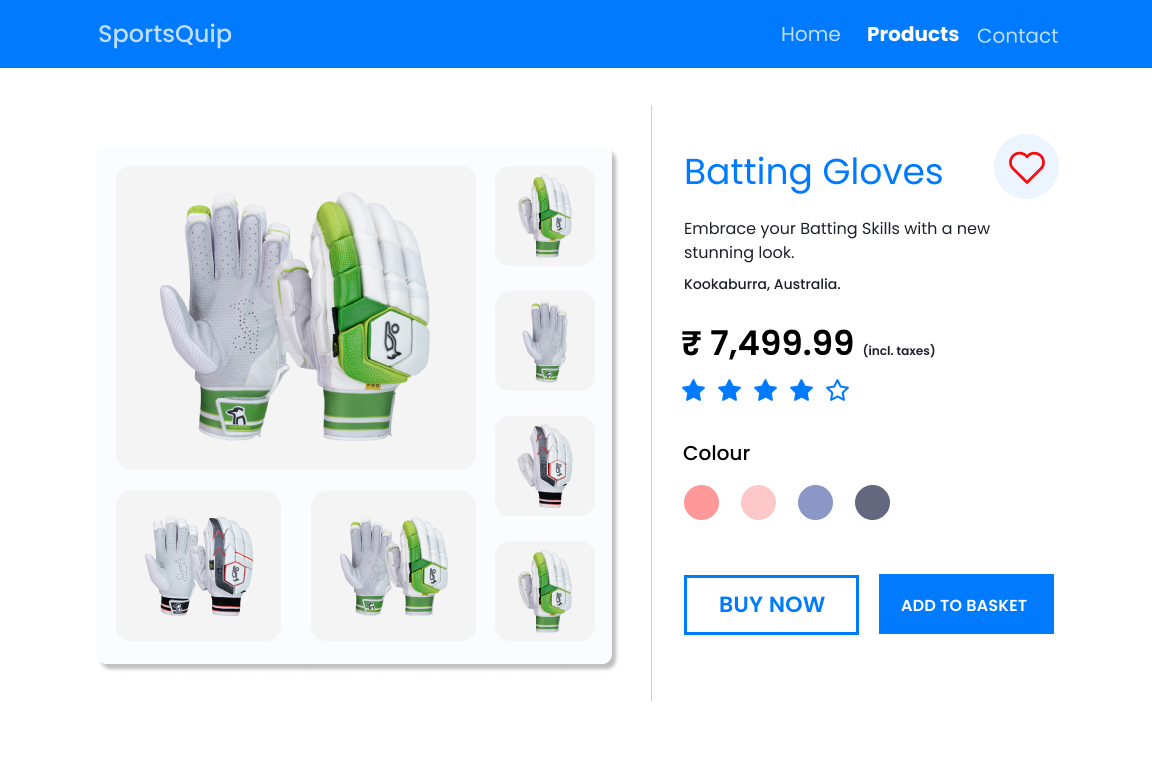 SportsQuip
Home Products Contact
Batting Gloves
Embrace your Batting Skills with a new
stunning look.
Kookaburra, Australia.
₹ 7,499.99 (incl. taxes)
Colour
BUY NOW
ADD TO BASKET